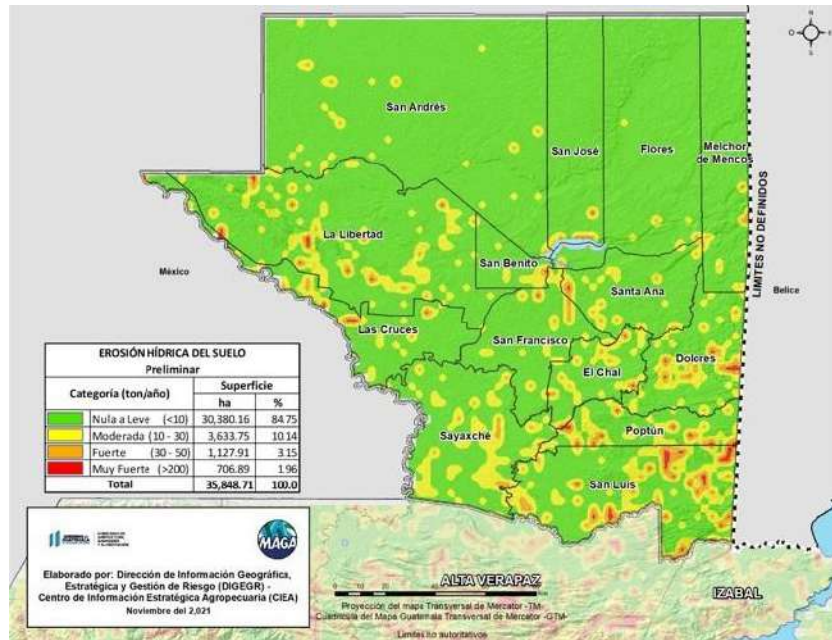 N
O
E
S
San Andrés
San José
Flores
Melchor
de Mencos
LIMITES NO DEFINIDOS
La Libertad
San Benito
México
Belice
Santa Ana
Las Cruces
San Francisco
Dolores
El Chal
Sayaxché
Poptún
San Luis
EROSIÓN HÍDRICA DEL SUELO
Preliminar
Categoría (ton/año) Superficie
ha %
Nula a Leve (<10) 30,380.16 84.75
Moderada (10 - 30) 3,633.75 10.14
Fuerte (30 - 50) 1,127.91 3.15
Muy Fuerte (>200) 706.89 1.96
Total 35,848.71 100.0
MAGA
Elaborado por: Dirección de Información Geográfica,
Estratégica y Gestión de Riesgo (DIGEGR) -
Centro de Información Estratégica Agropecuaria (CIEA)
Noviembre del 2,021
ALTA VERAPAZ
IZABAL
Proyección del mapa Transversal de Mercator -TM-
Cuadrícula del Mapa Guatemala Transversal de Mercator -GTM-
Limites no autoritativos